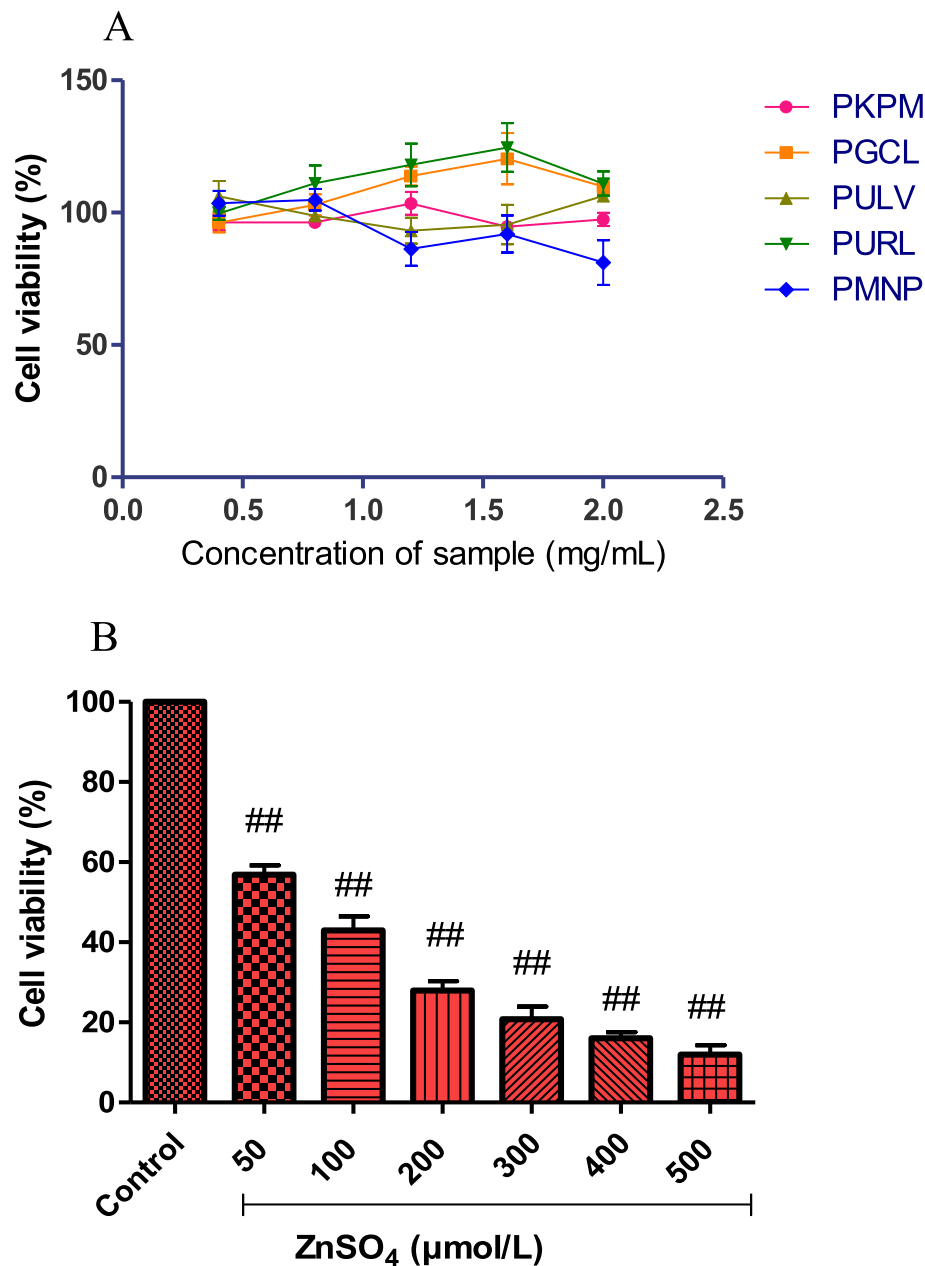 A
Cell viability (%)
150
100
50
0
0.0 0.5 1.0 1.5 2.0 2.5
Concentration of sample (mg/mL)
PKPM
PGCL
PULV
PURL
PMNP
B
Cell viability (%)
100
80
60
40
20
0
## ## ## ## ## ##
Control 50 100 200 300 400 500
ZnSO₄ (μmol/L)